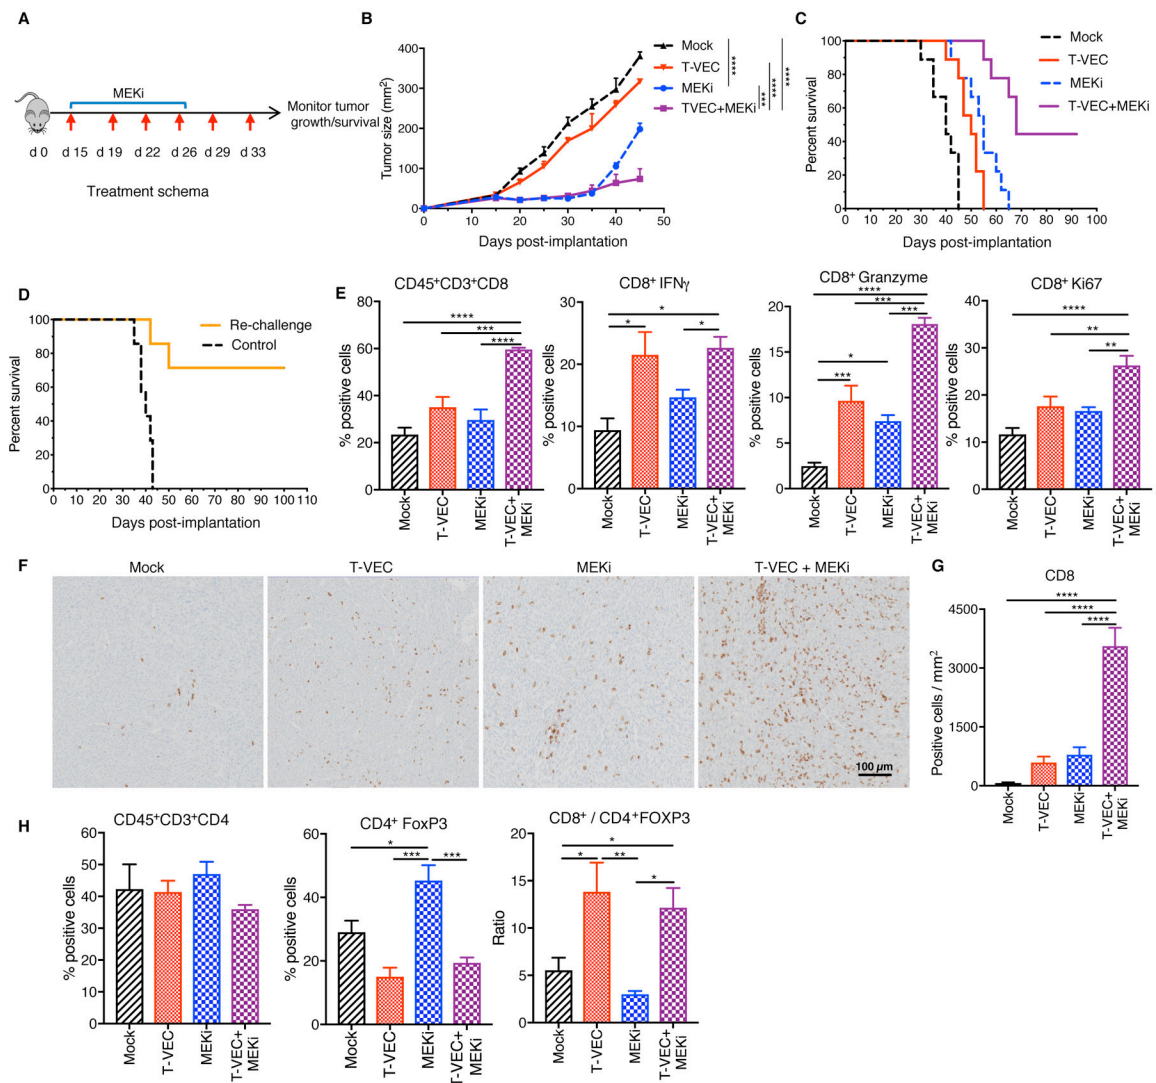 A
MEKi
Monitor tumor
growth/survival
d 0 d 15 d 19 d 22 d 26 d 29 d 33
Treatment schema
B
Tumor size (mm²)
400
300
200
100
0
0 10 20 30 40 50
Days post-implantation
Mock
T-VEC
MEKi
TVEC+MEKi
****
***
****
****
C
Percent survival
100
80
60
40
20
0
0 10 20 30 40 50 60 70 80 90 100
Days post-implantation
Mock
T-VEC
MEKi
T-VEC+MEKi
D
Percent survival
100
80
60
40
20
0
0 10 20 30 40 50 60 70 80 90 100 110
Days post-implantation
Re-challenge
Control
E
CD45⁺CD3⁺CD8
% positive cells
80
60
40
20
0
****
***
****
Mock
T-VEC
MEKi
T-VEC+
MEKi
CD8⁺ IFNγ
% positive cells
30
20
10
0
*
*
*
Mock
T-VEC
MEKi
T-VEC+
MEKi
CD8⁺ Granzyme
% positive cells
20
15
10
5
0
****
***
***
*
***
Mock
T-VEC
MEKi
T-VEC+
MEKi
CD8⁺ Ki67
% positive cells
40
30
20
10
0
****
**
**
Mock
T-VEC
MEKi
T-VEC+
MEKi
F
Mock
T-VEC
MEKi
T-VEC + MEKi
100 µm
G
CD8
Positive cells / mm²
4500
3000
1500
0
****
****
****
Mock
T-VEC
MEKi
T-VEC+
MEKi
H
CD45⁺CD3⁺CD4
% positive cells
60
50
40
30
20
10
0
Mock
T-VEC
MEKi
T-VEC+
MEKi
CD4⁺ FoxP3
% positive cells
60
40
20
0
*
*** ***
Mock
T-VEC
MEKi
T-VEC+
MEKi
CD8⁺ / CD4⁺FOXP3
Ratio
20
15
10
5
0
*
* **
*
Mock
T-VEC
MEKi
T-VEC+
MEKi